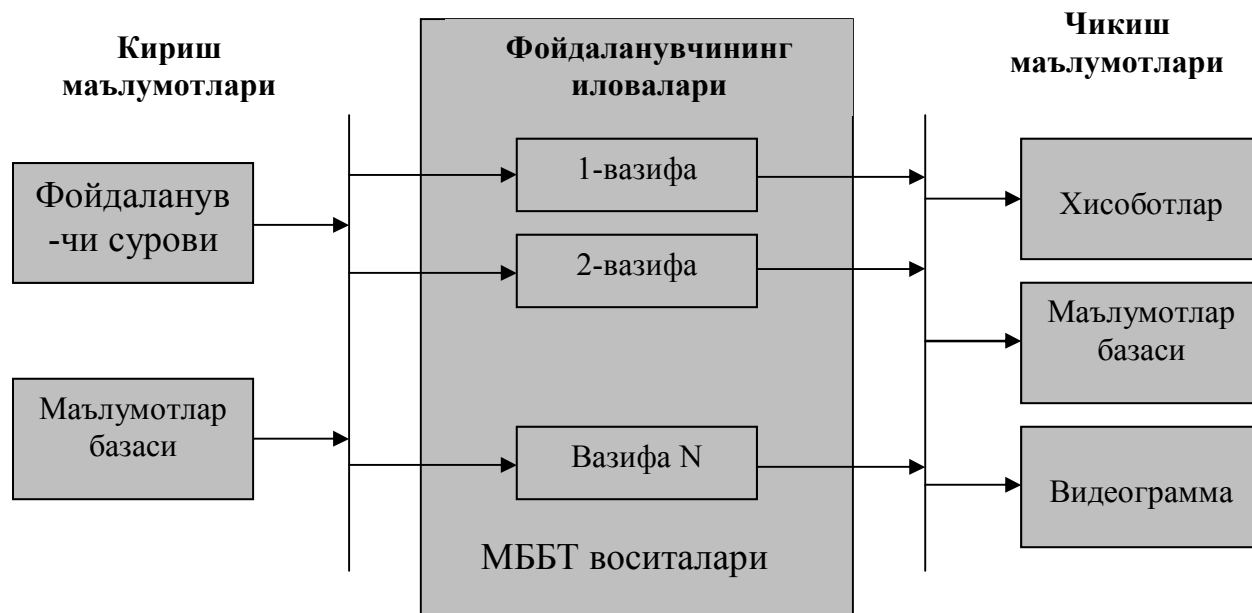 Кириш
маълумотлари
Фойдаланув
-чи сурови
Маълумотлар
базаси
Фойдаланувчининг
иловалари
1-вазифа
2-вазифа
Вазифа N
МББТ воситалари
Чикиш
маълумотлари
Хисоботлар
Маълумотлар
базаси
Видеограмма